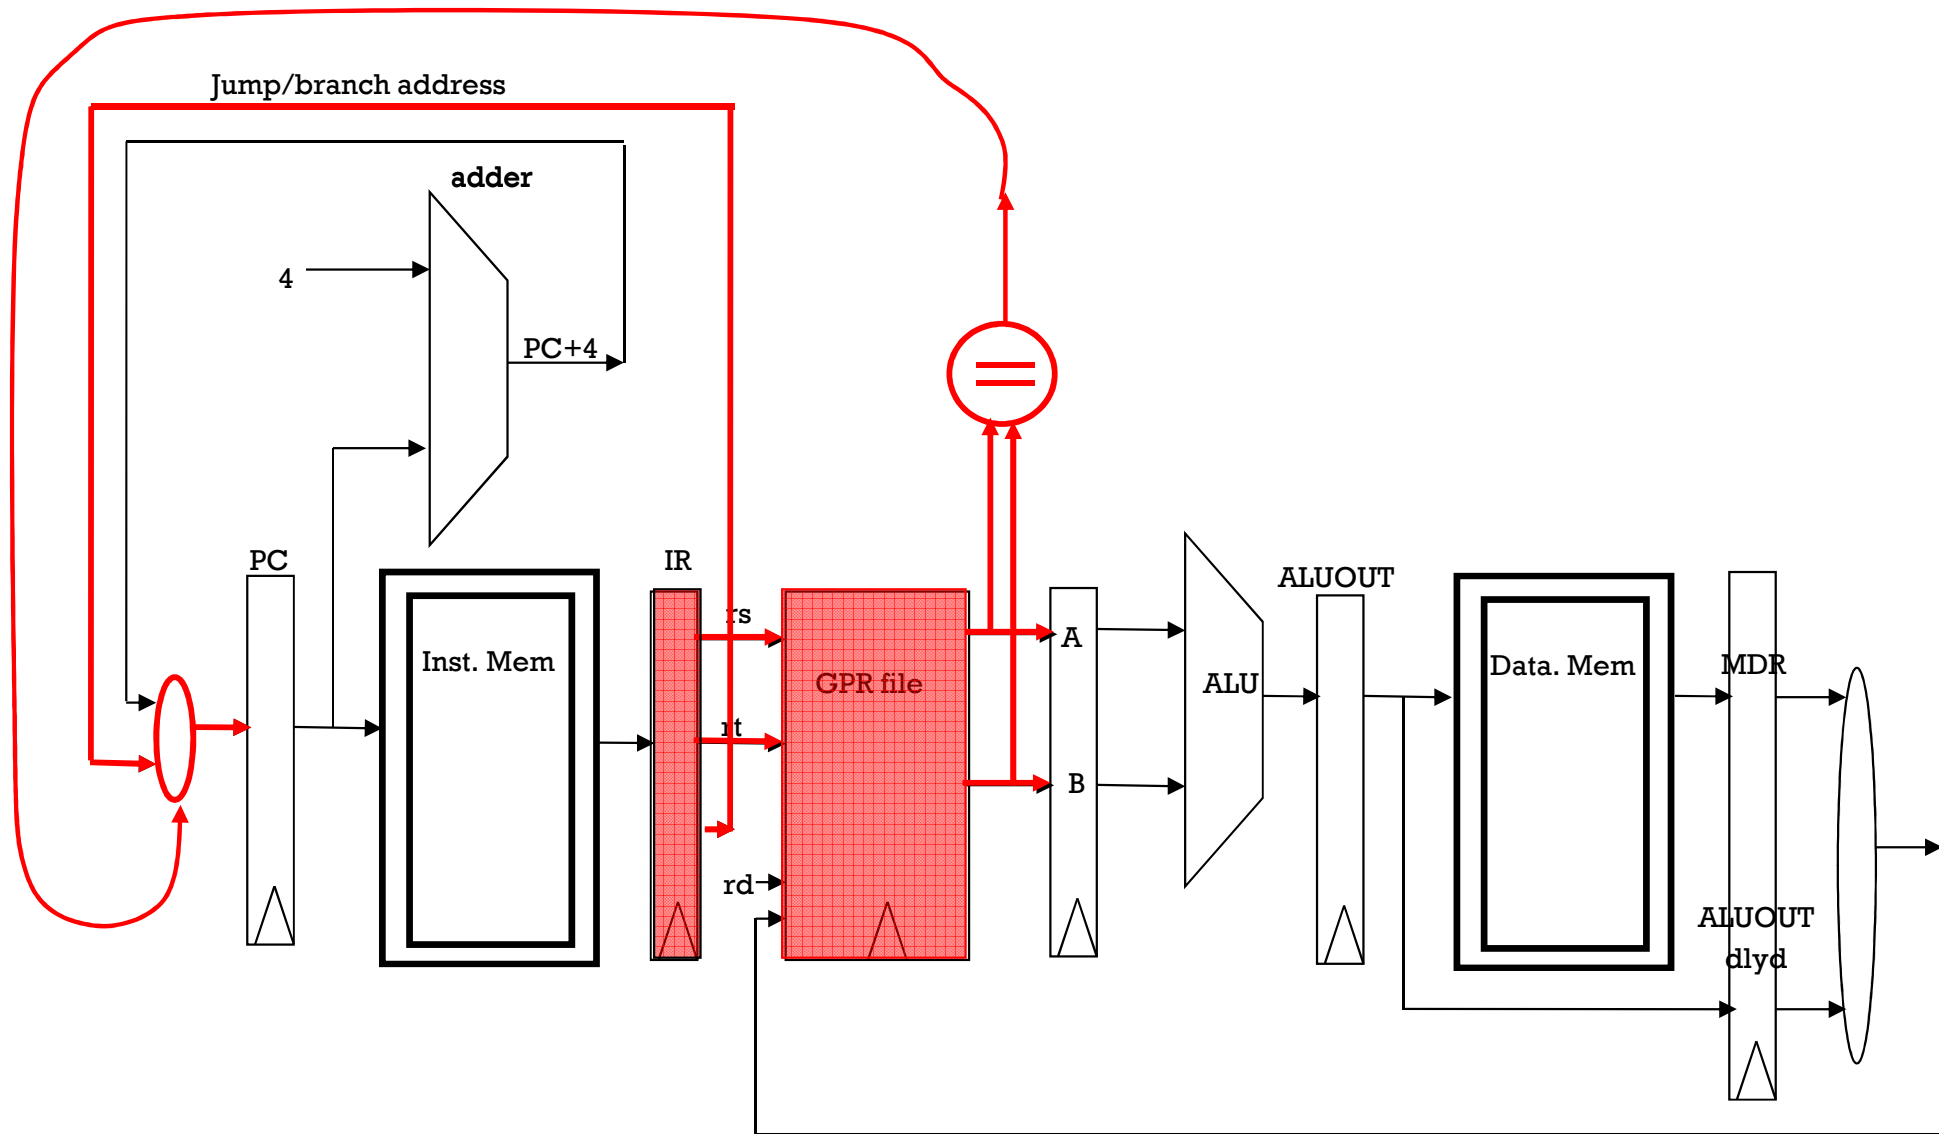 Jump/branch address
adder
4
PC+4
PC
IR
ALUOUT
rs
A
Inst. Mem
GPR file
ALU
Data. Mem
MDR
rt
B
rd
ALUOUT
dlyd